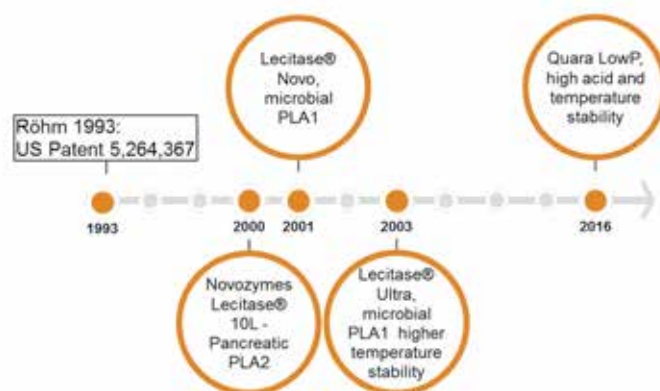 Röhm 1993:
US Patent 5,264,367
Lecitase®
Novo,
microbial
PLA1
Quara LowP,
high acid and
temperature
stability
1993
2000
2001
2003
2016
Novozymes
Lecitase®
10L -
Pancreatic
PLA2
Lecitase®
Ultra,
microbial
PLA1 higher
temperature
stability